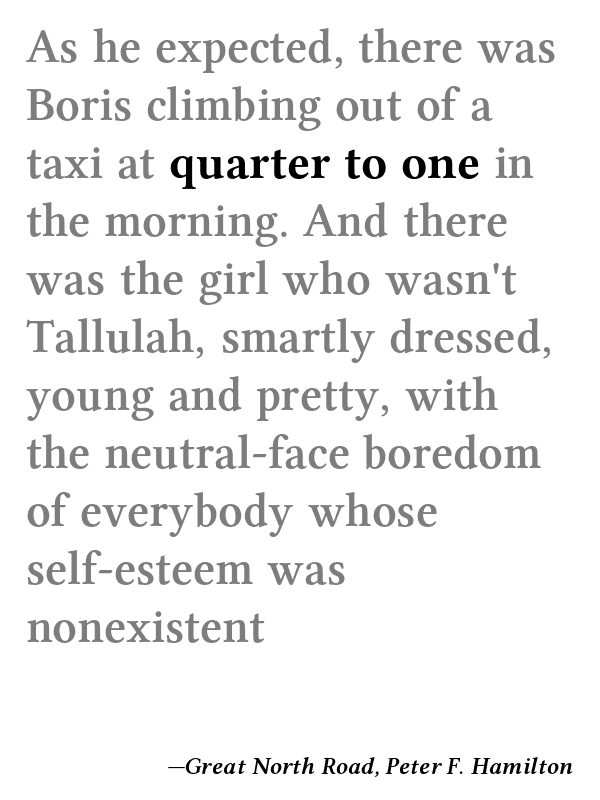 As he expected, there was
Boris climbing out of a
taxi at quarter to one in
the morning. And there
was the girl who wasn't
Tallulah, smartly dressed,
young and pretty, with
the neutral-face boredom
of everybody whose
self-esteem was
nonexistent
—Great North Road, Peter F. Hamilton